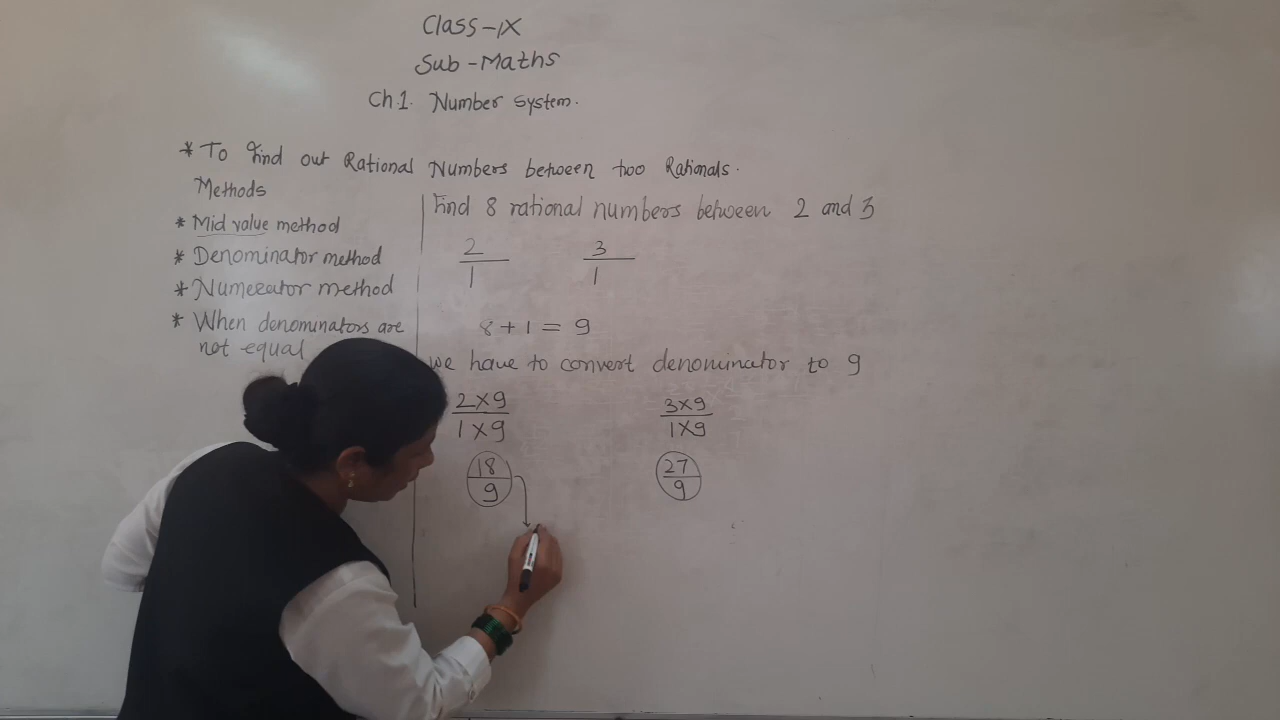 Class-IX
Sub-Maths
Ch.1. Number System.
* To find out Rational Numbers between two Rationals.
Methods
* Mid value method
* Denominator method
* Numerator method
* When denominators are
not equal
Find 8 rational numbers between 2 and 3
2/1 3/1
8+1=9
we have to convert denominator to 9
2×9/1×9 3×9/1×9
18/9 27/9